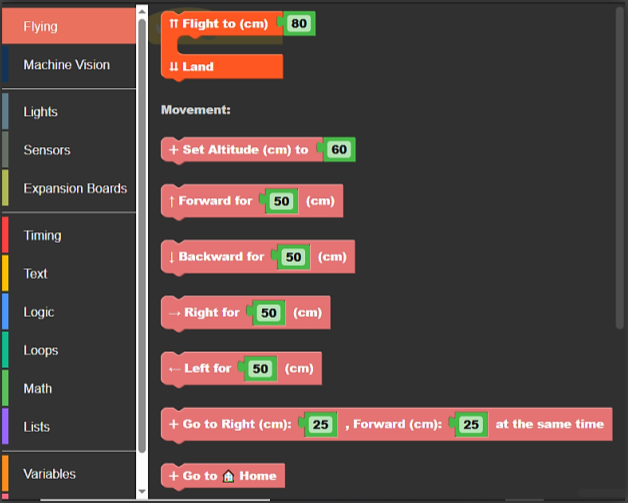 Flying
Machine Vision
Lights
Sensors
Expansion Boards
Timing
Text
Logic
Loops
Math
Lists
Variables
⇈ Flight to (cm) 80
⇊ Land
Movement:
+ Set Altitude (cm) to 60
↑ Forward for 50 (cm)
↓ Backward for 50 (cm)
→ Right for 50 (cm)
← Left for 50 (cm)
+ Go to Right (cm): 25 , Forward (cm): 25 at the same time
+ Go to 🏠 Home